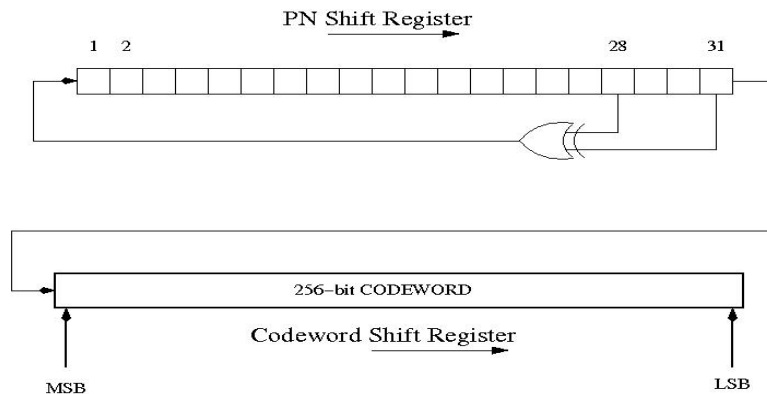 PN Shift Register
1 2 28 31
256-bit CODEWORD
Codeword Shift Register
MSB LSB